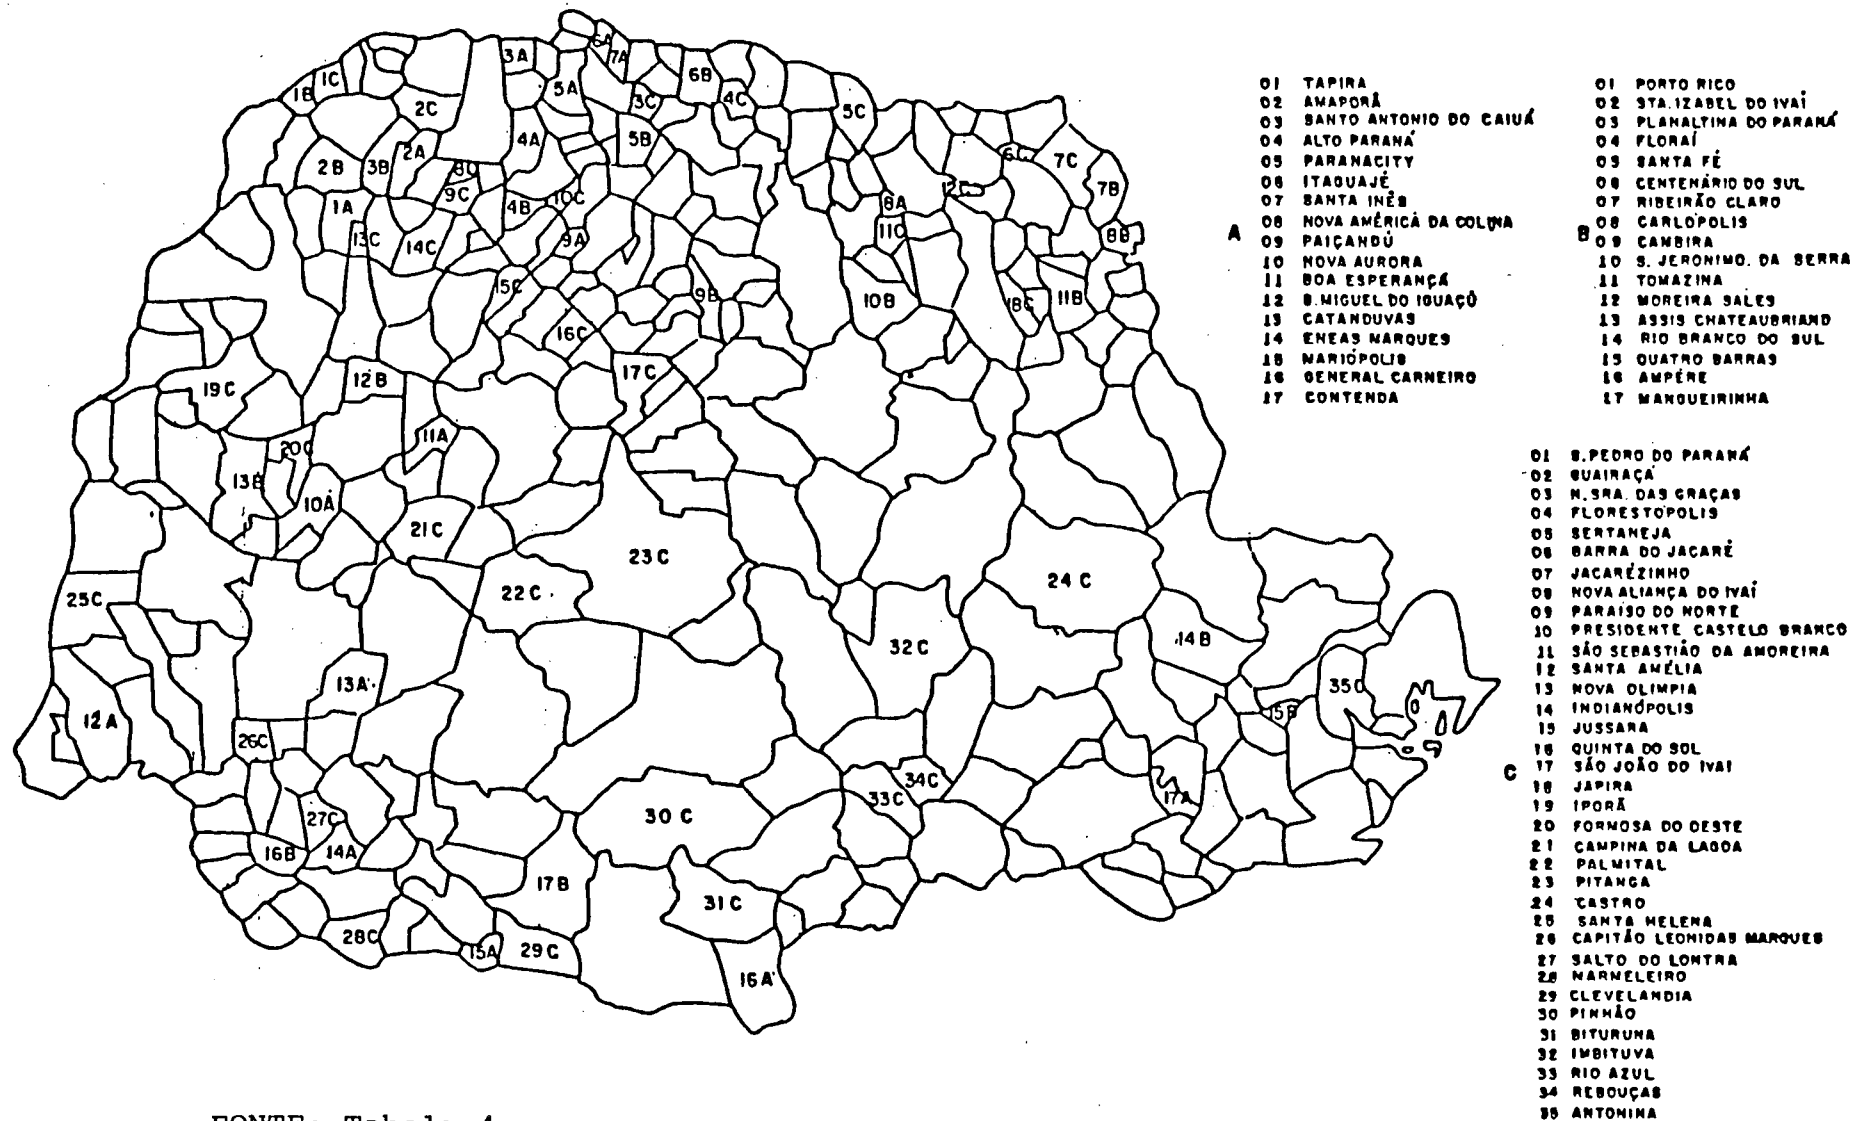 3A
6A
7A
1C
1B
5A
6B
3C
4C
5C
2C
2A
4A
5B
6C
7C
2B
3B
8C
9C
12C
7B
1A
4B
10C
8A
11C
13C
14C
9A
8B
15C
9B
10B
18C
11B
16C
12B
17C
19C
11A
20C
13B
10A
21C
23C
22C
24C
25C
14B
32C
13A
35C
12A
15B
26C
34C
33C
17A
27C
30C
16B
14A
17B
31C
28C
15A
29C
16A
A
01 TAPIRA
02 AMAPORÃ
03 SANTO ANTONIO DO CAIUÁ
04 ALTO PARANÁ
05 PARANACITY
06 ITAGUAJÉ
07 SANTA INÊS
08 NOVA AMÉRICA DA COLINA
09 PAIÇANDÚ
10 NOVA AURORA
11 BOA ESPERANÇA
12 S.MIGUEL DO IGUAÇÚ
13 CATANDUVAS
14 ENEAS MARQUES
15 MARIÓPOLIS
16 GENERAL CARNEIRO
17 CONTENDA
B
01 PORTO RICO
02 STA.IZABEL DO IVAÍ
03 PLANALTINA DO PARANÁ
04 FLORAÍ
05 SANTA FÉ
06 CENTENÁRIO DO SUL
07 RIBEIRÃO CLARO
08 CARLÓPOLIS
09 CAMBIRA
10 S. JERONIMO. DA SERRA
11 TOMAZINA
12 MOREIRA SALES
13 ASSIS CHATEAUBRIAND
14 RIO BRANCO DO SUL
15 QUATRO BARRAS
16 AMPÉRE
17 MANGUEIRINHA
C
01 S.PEDRO DO PARANÁ
02 GUAIRAÇÁ
03 N.SRA. DAS GRAÇAS
04 FLORESTÓPOLIS
05 SERTANEJA
06 BARRA DO JACARÉ
07 JACARÉZINHO
08 NOVA ALIANÇA DO IVAÍ
09 PARAÍSO DO NORTE
10 PRESIDENTE CASTELO BRANCO
11 SÃO SEBASTIÃO DA AMOREIRA
12 SANTA AMÉLIA
13 NOVA OLIMPIA
14 INDIANÓPOLIS
15 JUSSARA
16 QUINTA DO SOL
17 SÃO JOÃO DO IVAI
18 JAPIRA
19 IPORÃ
20 FORMOSA DO OESTE
21 CAMPINA DA LAGOA
22 PALMITAL
23 PITANGA
24 CASTRO
25 SANTA HELENA
26 CAPITÃO LEONIDAS MARQUES
27 SALTO DO LONTRA
28 MARMELEIRO
29 CLEVELANDIA
30 PINHÃO
31 BITURUNA
32 IMBITUVA
33 RIO AZUL
34 REBOUÇAS
35 ANTONINA
FONTE: Tabela 4